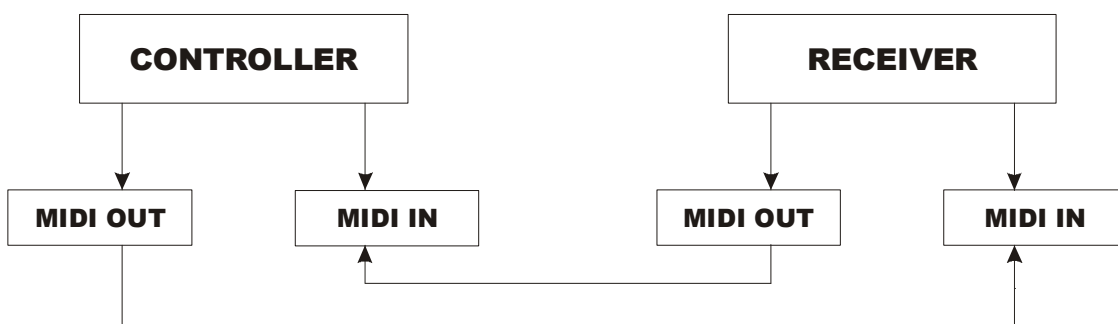 CONTROLLER
RECEIVER
MIDI OUT
MIDI IN
MIDI OUT
MIDI IN